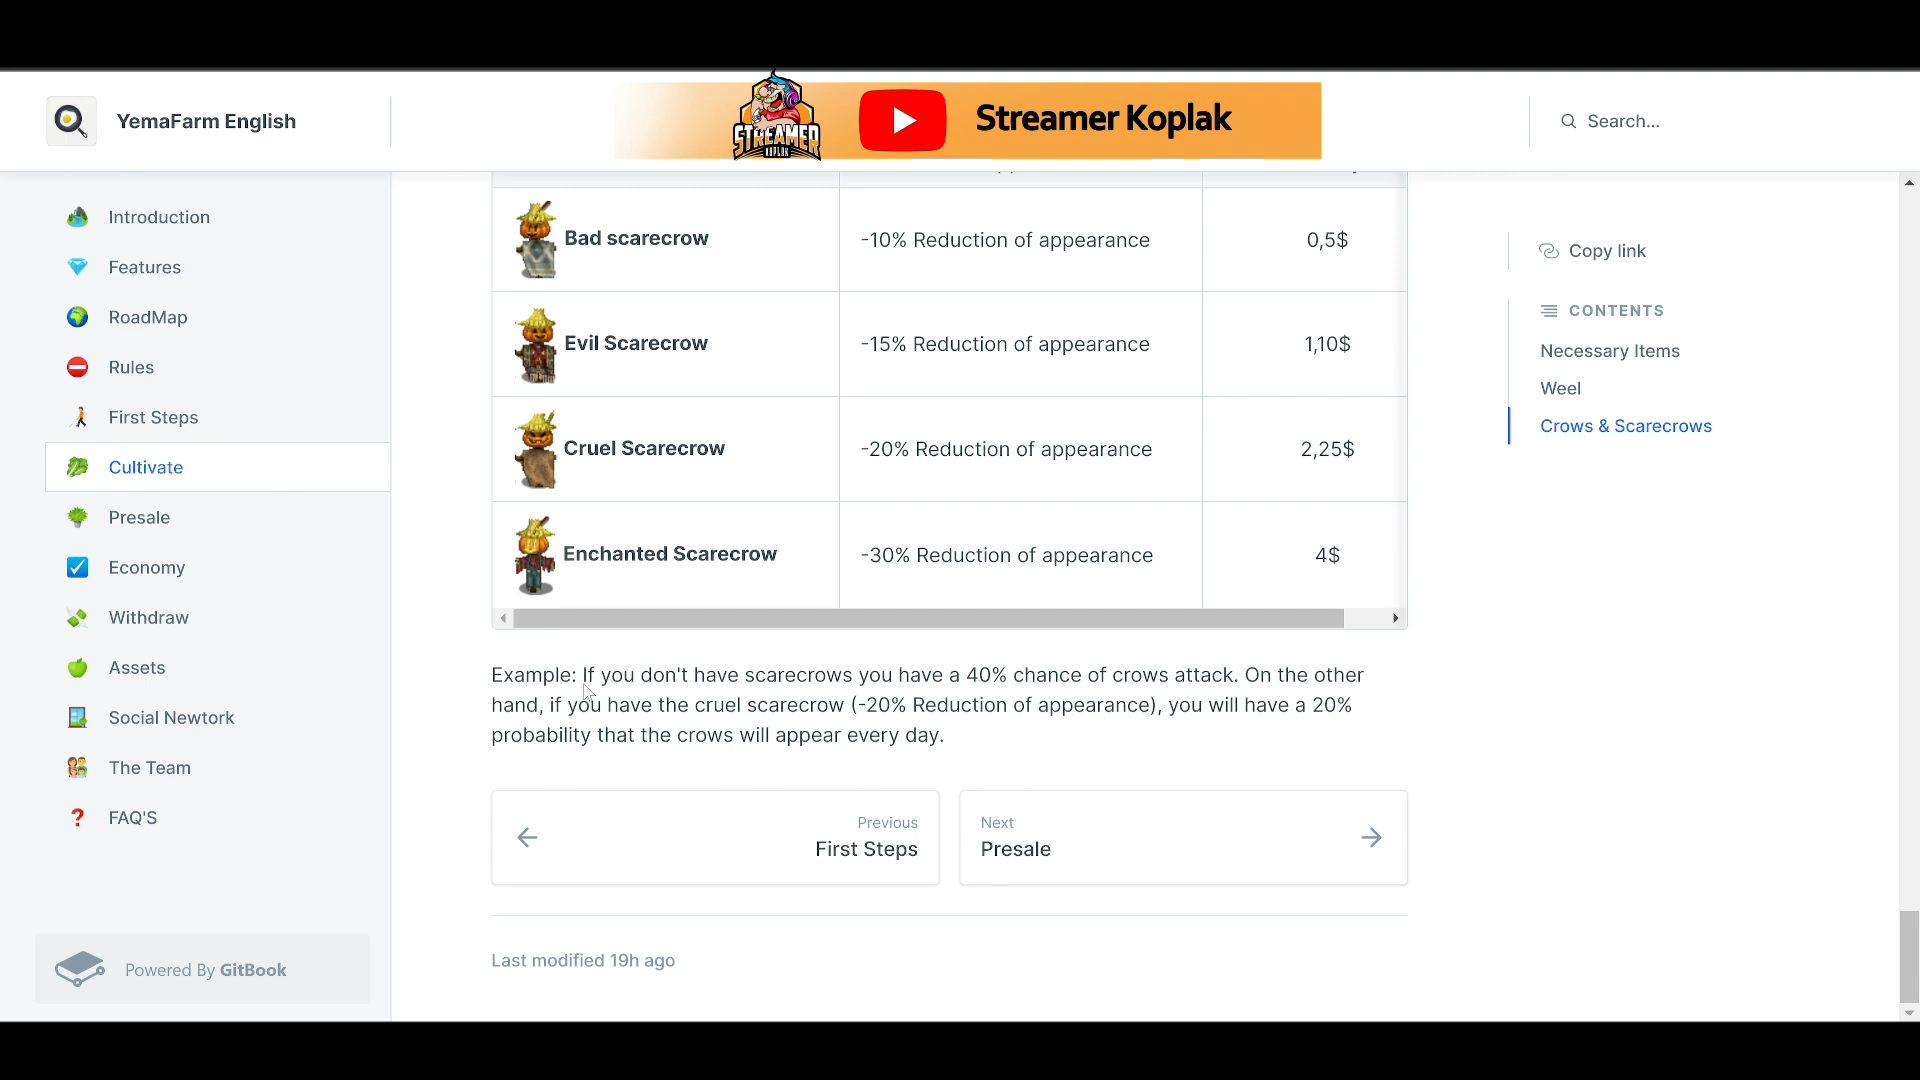 YemaFarm English
STREAMER
KOPLAK
Streamer Koplak
Search...
Introduction
Features
RoadMap
Rules
First Steps
Cultivate
Presale
Economy
Withdraw
Assets
Social Newtork
The Team
FAQ'S
Powered By GitBook
Bad scarecrow -10% Reduction of appearance 0,5$
Evil Scarecrow -15% Reduction of appearance 1,10$
Cruel Scarecrow -20% Reduction of appearance 2,25$
Enchanted Scarecrow -30% Reduction of appearance 4$
Example: If you don't have scarecrows you have a 40% chance of crows attack. On the other
hand, if you have the cruel scarecrow (-20% Reduction of appearance), you will have a 20%
probability that the crows will appear every day.
Previous
First Steps
Next
Presale
Last modified 19h ago
Copy link
CONTENTS
Necessary Items
Weel
Crows & Scarecrows